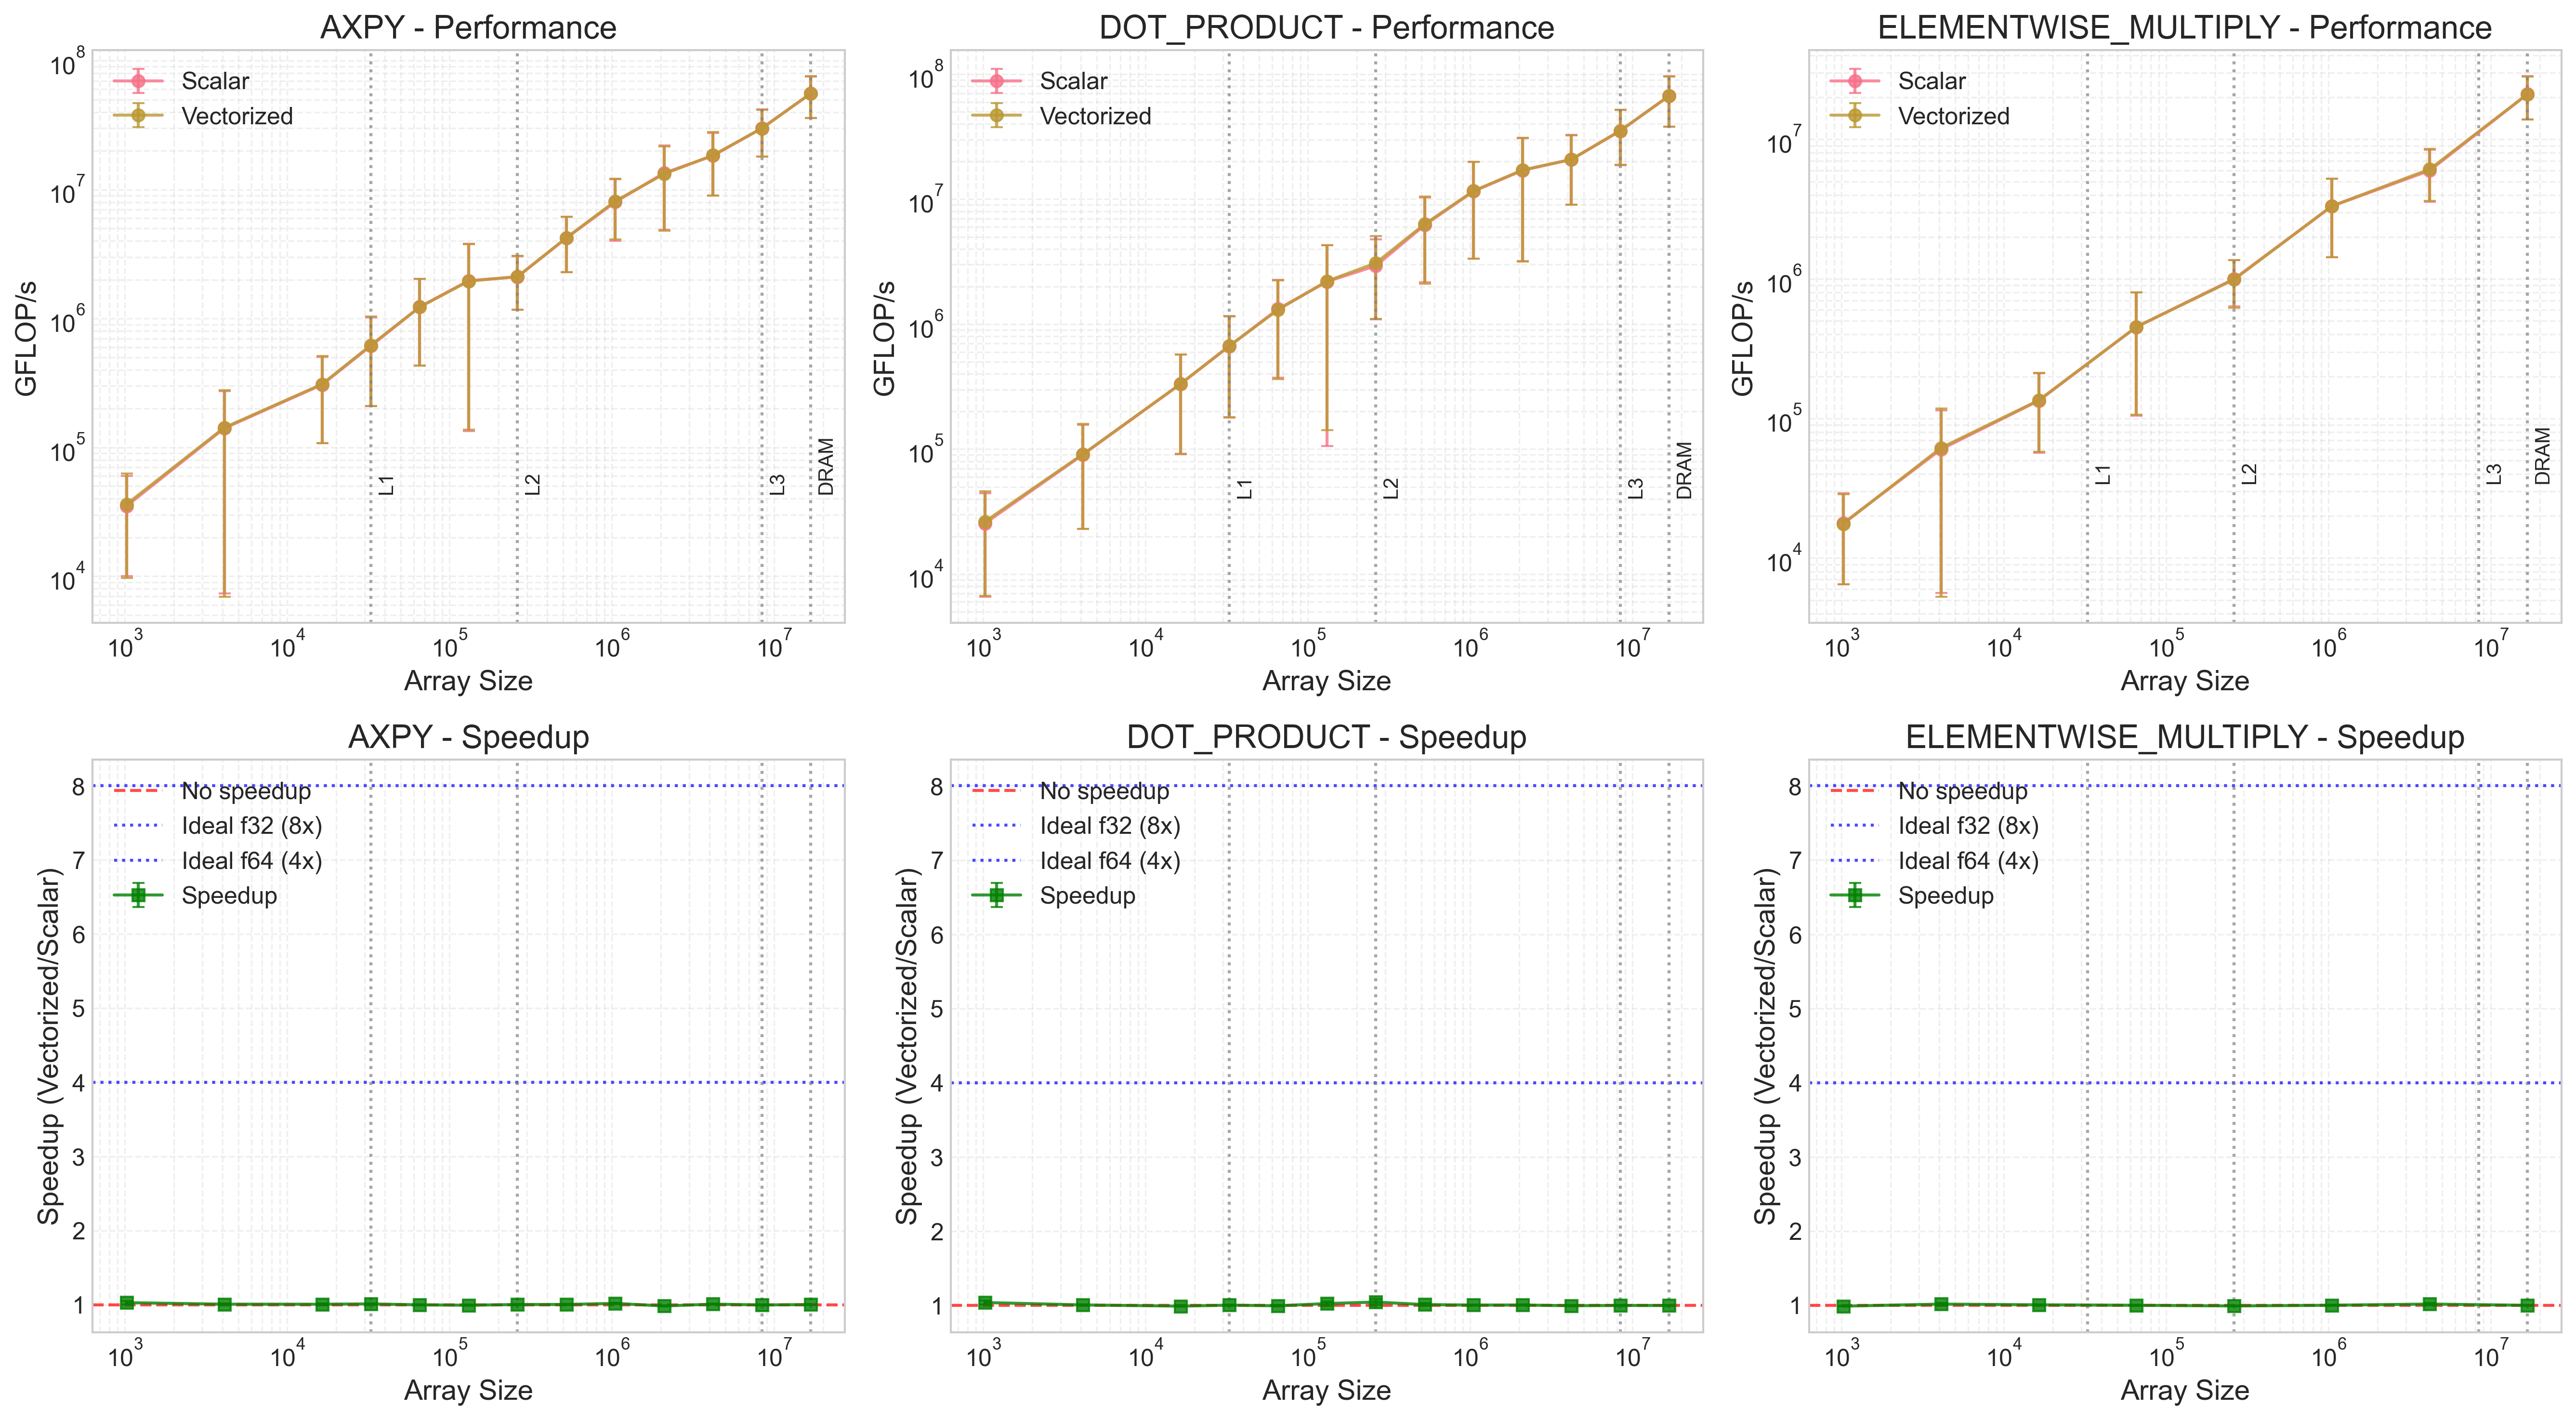 AXPY - Performance
10^8
10^7
10^6
10^5
10^4
GFLOP/s
Scalar
Vectorized
L1
L2
L3
DRAM
10^3
10^4
10^5
10^6
10^7
Array Size
DOT_PRODUCT - Performance
10^8
10^7
10^6
10^5
10^4
GFLOP/s
Scalar
Vectorized
L1
L2
L3
DRAM
10^3
10^4
10^5
10^6
10^7
Array Size
ELEMENTWISE_MULTIPLY - Performance
10^7
10^6
10^5
10^4
GFLOP/s
Scalar
Vectorized
L1
L2
L3
DRAM
10^3
10^4
10^5
10^6
10^7
Array Size
AXPY - Speedup
8
7
6
5
4
3
2
1
Speedup (Vectorized/Scalar)
No speedup
Ideal f32 (8x)
Ideal f64 (4x)
Speedup
10^3
10^4
10^5
10^6
10^7
Array Size
DOT_PRODUCT - Speedup
8
7
6
5
4
3
2
1
Speedup (Vectorized/Scalar)
No speedup
Ideal f32 (8x)
Ideal f64 (4x)
Speedup
10^3
10^4
10^5
10^6
10^7
Array Size
ELEMENTWISE_MULTIPLY - Speedup
8
7
6
5
4
3
2
1
Speedup (Vectorized/Scalar)
No speedup
Ideal f32 (8x)
Ideal f64 (4x)
Speedup
10^3
10^4
10^5
10^6
10^7
Array Size